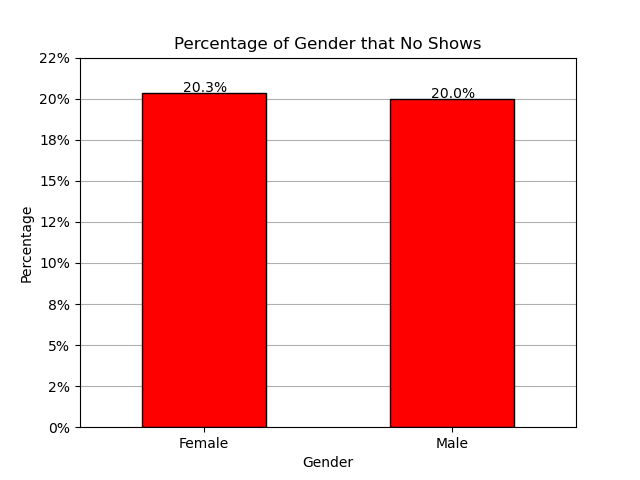 Percentage of Gender that No Shows
22%
20%
18%
15%
12%
10%
8%
5%
2%
0%
Percentage
20.3%
20.0%
Female
Male
Gender